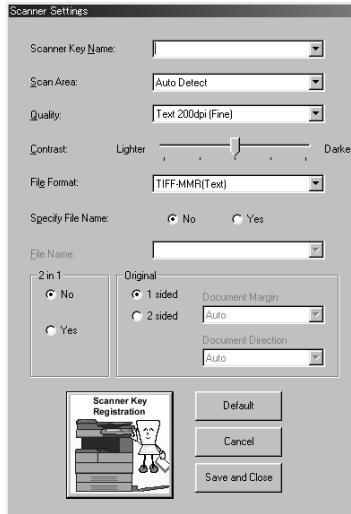 Scanner Settings
Scanner Key Name:
Scan Area: Auto Detect
Quality: Text 200dpi (Fine)
Contrast: Lighter Darke
File Format: TIFF-MMR(Text)
Specify File Name: No Yes
File Name:
2 in 1
No
Yes
Original
1 sided
2 sided
Document Margin
Auto
Document Direction
Auto
Scanner Key
Registration
Default
Cancel
Save and Close